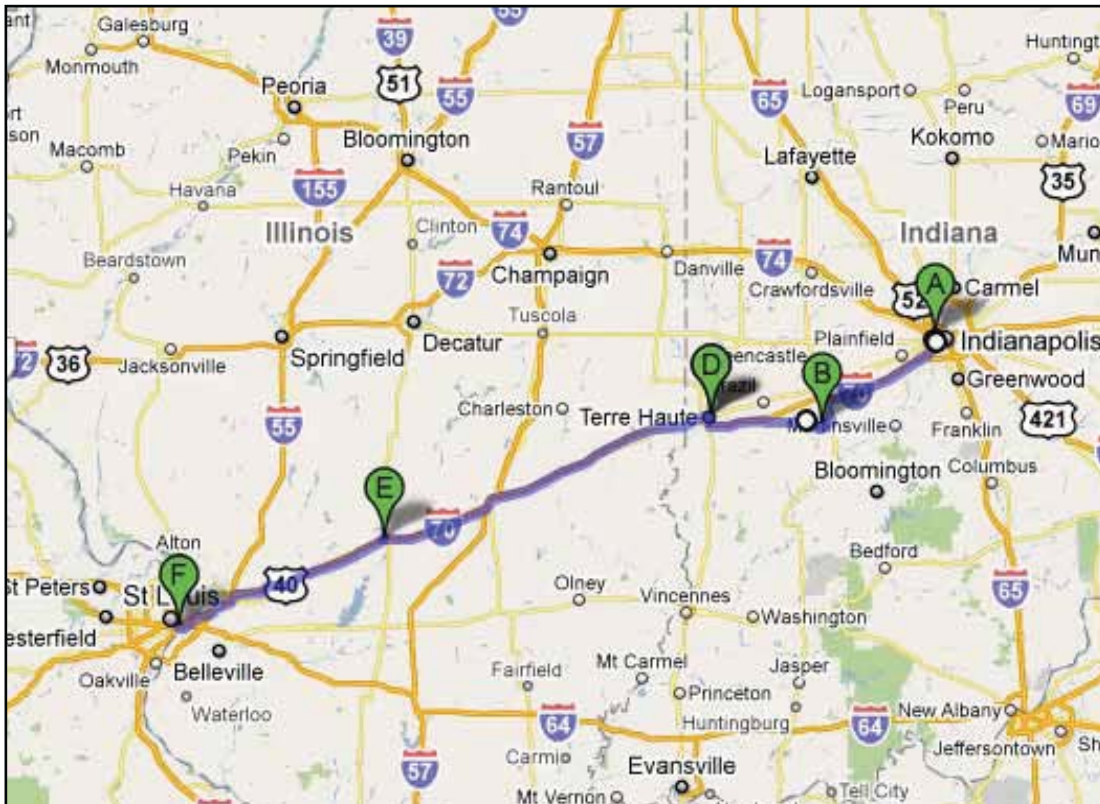 55
Galesburg
39
Monmouth
51
Peoria
55
Huntingt
65
Logansport
Peru
69
Kokomo
57
Bloomington
Pekin
Macomb
Lafayette
Mario
35
155
Havana
Rantoul
Illinois
Clinton
74
Indiana
Mun
Beardstown
72
Champaign
Danville
74
Crawfordsville
52
A
Carmel
Tuscola
Plainfield
Indianapolis
36
Jacksonville
Springfield
Decatur
D
B
70
Greenwood
Charleston
Terre Haute
421
55
Franklin
Bloomington
Columbus
E
70
Alton
Bedford
F
40
St Peters
St Louis
Olney
Vincennes
Washington
65
esterfield
Belleville
Oakville
Fairfield
Mt Carmel
Jasper
Waterloo
Princeton
Huntingburg
64
64
New Albany
Jeffersontown
Sh
57
Carmi
Evansville
Mt Vernon
Tell City